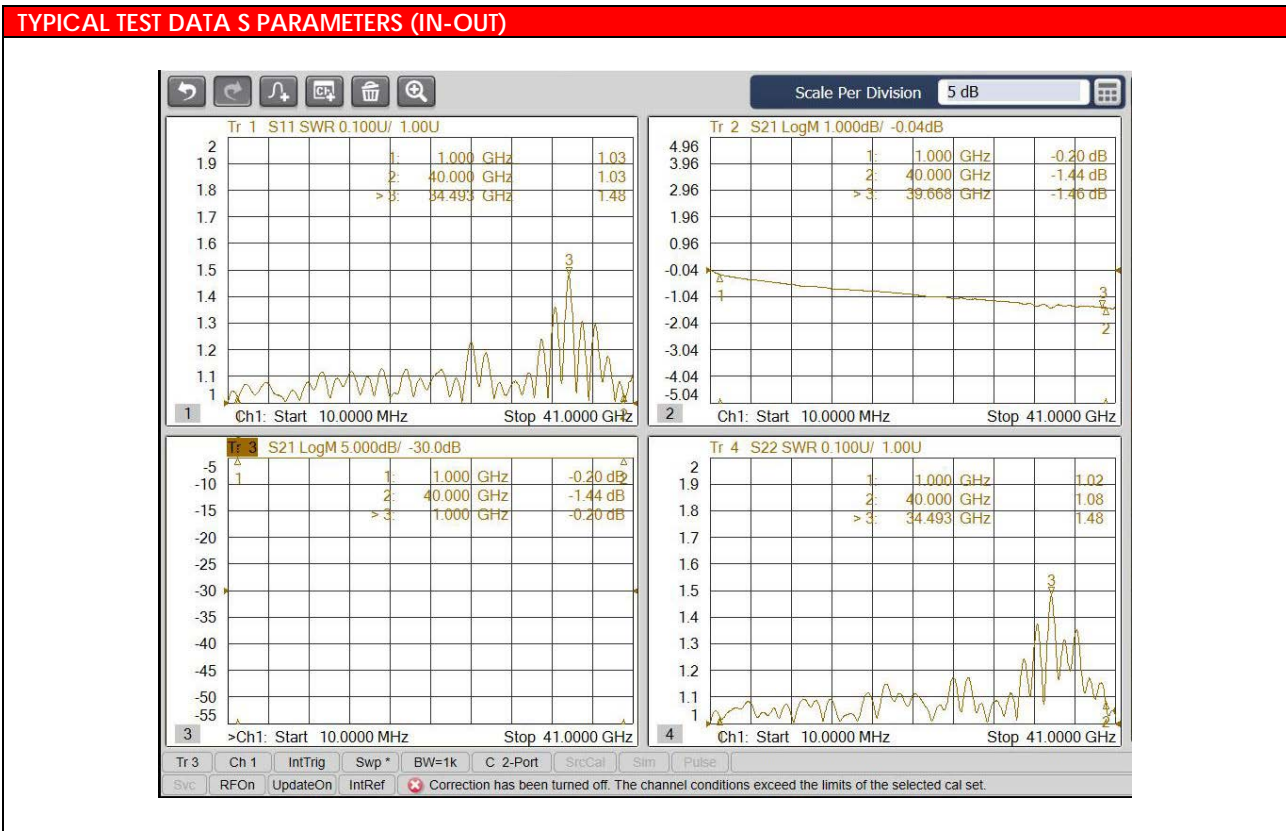 TYPICAL TEST DATA S PARAMETERS (IN-OUT)
Scale Per Division 5 dB
Tr 1 S11 SWR 0.100U/ 1.00U
2
1.9
1.8
1.7
1.6
1.5
1.4
1.3
1.2
1.1
1
1: 1.000 GHz 1.03
2: 40.000 GHz 1.03
> 3: 34.493 GHz 1.48
3
1 Ch1: Start 10.0000 MHz Stop 41.0000 GHz
Tr 2 S21 LogM 1.000dB/ -0.04dB
4.96
3.96
2.96
1.96
0.96
-0.04
-1.04
-2.04
-3.04
-4.04
-5.04
1: 1.000 GHz -0.20 dB
2: 40.000 GHz -1.44 dB
> 3: 39.668 GHz -1.46 dB
1
3
2
2 Ch1: Start 10.0000 MHz Stop 41.0000 GHz
Tr 3 S21 LogM 5.000dB/ -30.0dB
-5
-10
-15
-20
-25
-30
-35
-40
-45
-50
-55
1
2
1: 1.000 GHz -0.20 dB
2: 40.000 GHz -1.44 dB
> 3: 1.000 GHz -0.20 dB
3 >Ch1: Start 10.0000 MHz Stop 41.0000 GHz
Tr 4 S22 SWR 0.100U/ 1.00U
2
1.9
1.8
1.7
1.6
1.5
1.4
1.3
1.2
1.1
1
1: 1.000 GHz 1.02
2: 40.000 GHz 1.08
> 3: 34.493 GHz 1.48
3
2
4 Ch1: Start 10.0000 MHz Stop 41.0000 GHz
Tr 3 Ch 1 IntTrig Swp * BW=1k C 2-Port SrcCal Sim Pulse
Svc RFOn UpdateOn IntRef Correction has been turned off. The channel conditions exceed the limits of the selected cal set.